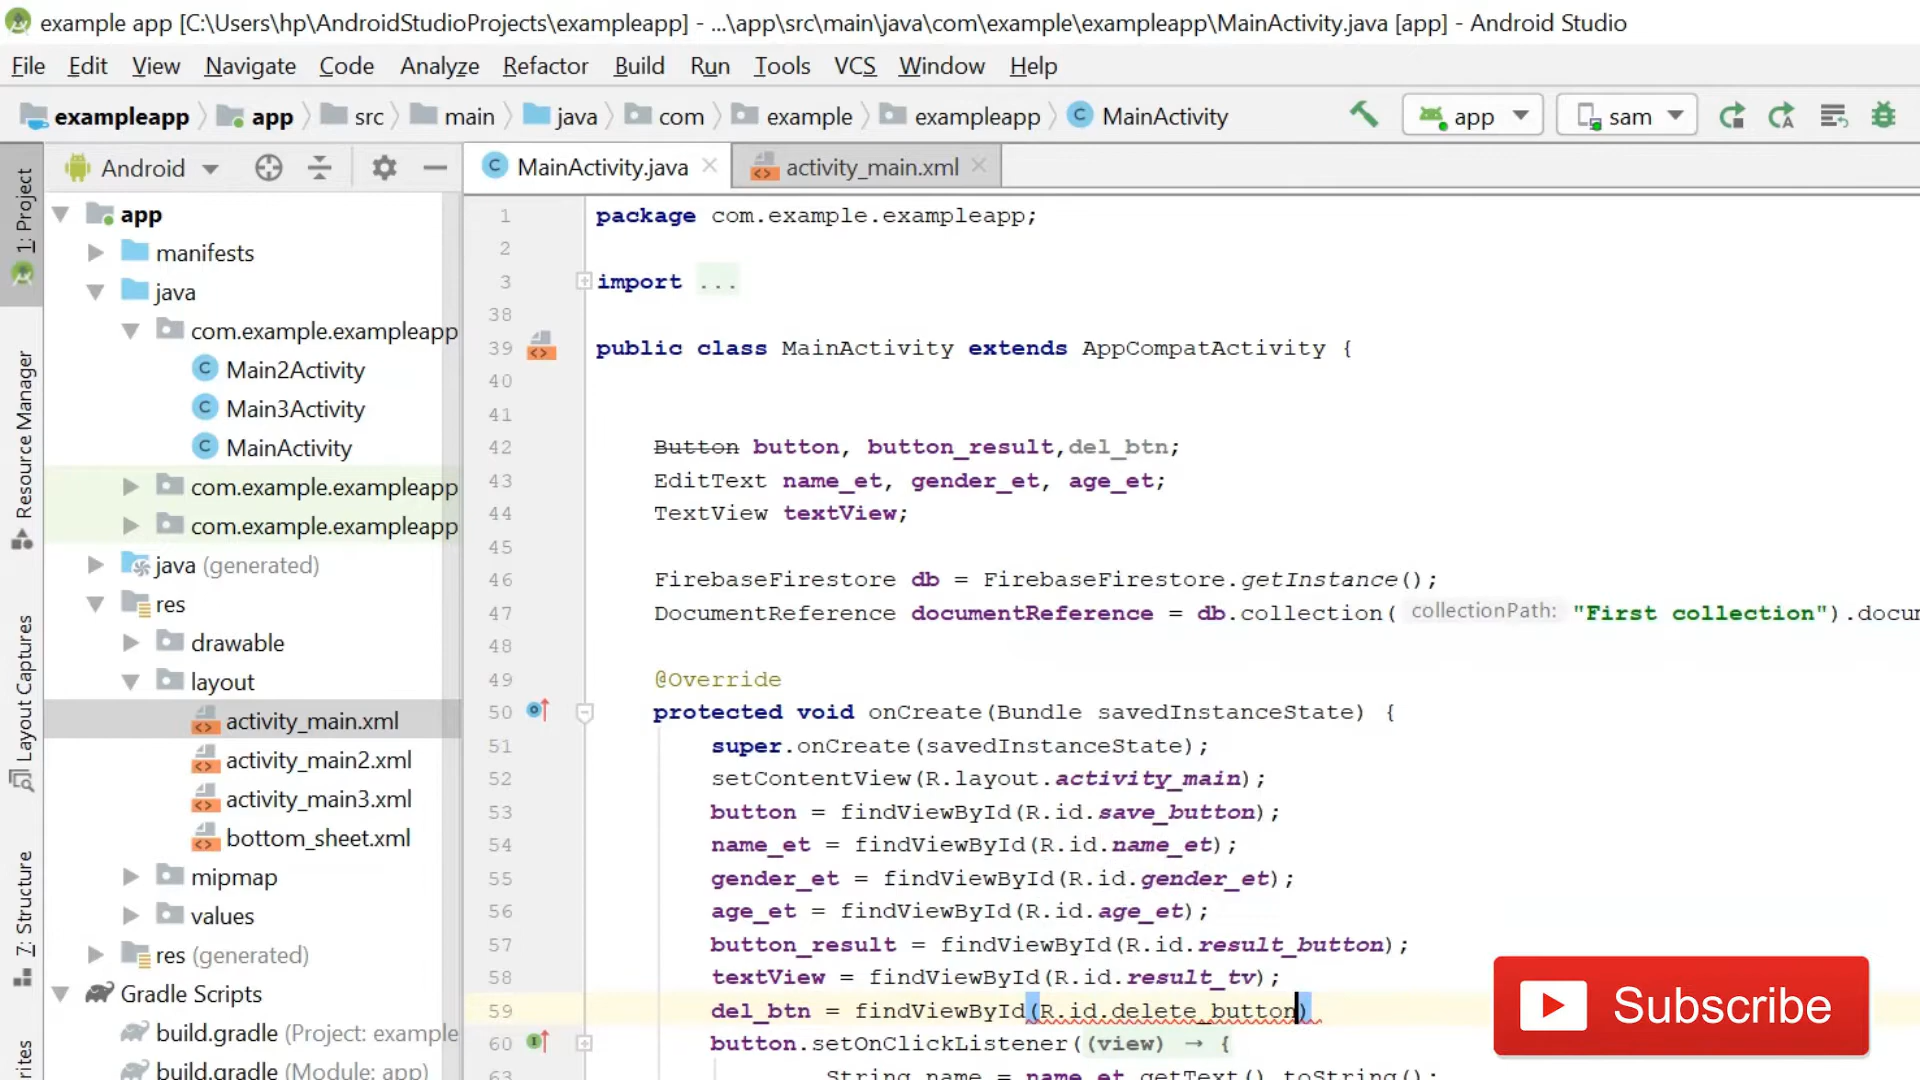 example app [C:\Users\hp\AndroidStudioProjects\exampleapp] - ...\app\src\main\java\com\example\exampleapp\MainActivity.java [app] - Android Studio
File Edit View Navigate Code Analyze Refactor Build Run Tools VCS Window Help
exampleapp app src main java com example exampleapp MainActivity app sam
Android
MainActivity.java activity_main.xml
1: Project
Resource Manager
Layout Captures
7: Structure
app
manifests
java
com.example.exampleapp
Main2Activity
Main3Activity
MainActivity
com.example.exampleapp
com.example.exampleapp
java (generated)
res
drawable
layout
activity_main.xml
activity_main2.xml
activity_main3.xml
bottom_sheet.xml
mipmap
values
res (generated)
Gradle Scripts
build.gradle (Project: example
build.gradle (Module: app)
1 package com.example.exampleapp;
2
3 import ...
38
39 public class MainActivity extends AppCompatActivity {
40
41
42 Button button, button_result,del_btn;
43 EditText name_et, gender_et, age_et;
44 TextView textView;
45
46 FirebaseFirestore db = FirebaseFirestore.getInstance();
47 DocumentReference documentReference = db.collection( collectionPath: "First collection").docu
48
49 @Override
50 protected void onCreate(Bundle savedInstanceState) {
51 super.onCreate(savedInstanceState);
52 setContentView(R.layout.activity_main);
53 button = findViewById(R.id.save_button);
54 name_et = findViewById(R.id.name_et);
55 gender_et = findViewById(R.id.gender_et);
56 age_et = findViewById(R.id.age_et);
57 button_result = findViewById(R.id.result_button);
58 textView = findViewById(R.id.result_tv);
59 del_btn = findViewById(R.id.delete_button)
60 button.setOnClickListener((view) → {
63 String name = name_et.getText().toString();
Subscribe